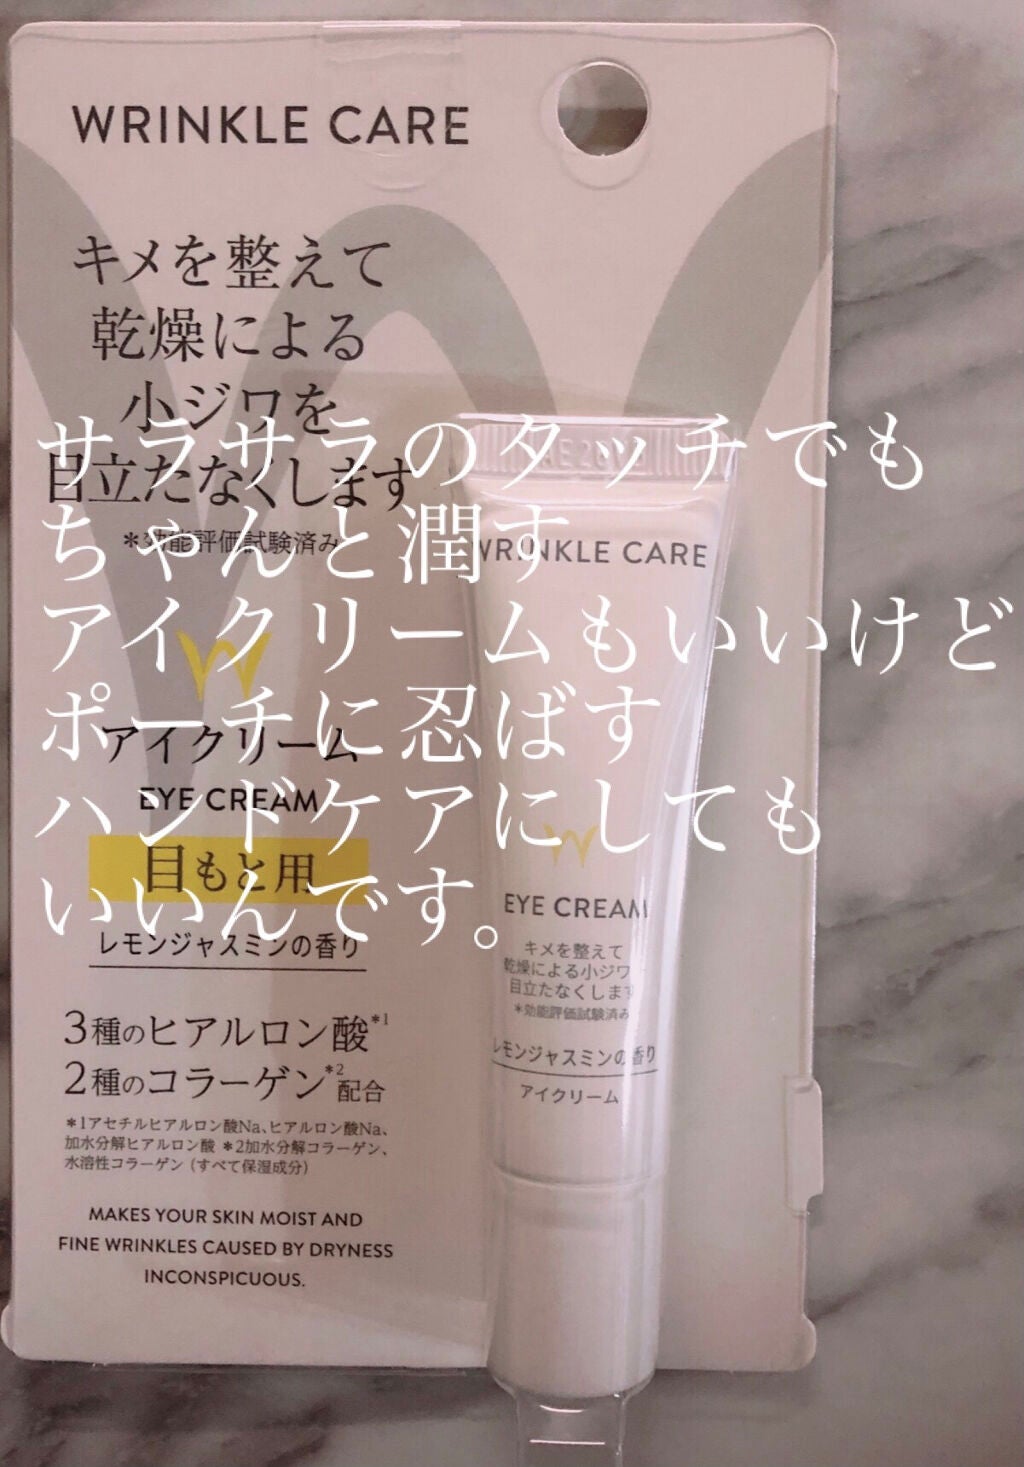 WRINKLE CARE
キメを整えて
乾燥による
小ジワを
目立たなくします
*効能評価試験済み
アイクリーム
EYE CREAM
目もと用
レモンジャスミンの香り
3種のヒアルロン酸*1
2種のコラーゲン*2配合
*1アセチルヒアルロン酸Na、ヒアルロン酸Na、
加水分解ヒアルロン酸 *2加水分解コラーゲン、
水溶性コラーゲン (すべて保湿成分)
MAKES YOUR SKIN MOIST AND
FINE WRINKLES CAUSED BY DRYNESS
INCONSPICUOUS.
サラサラのタッチでも
ちゃんと潤す
アイクリームもいいけど
ポーチに忍ばす
ハンドケアにしても
いいんです。
WRINKLE CARE
EYE CREAM
キメを整えて
乾燥による小ジワ
目立たなくします
*効能評価試験済み
レモンジャスミンの香り
アイクリーム